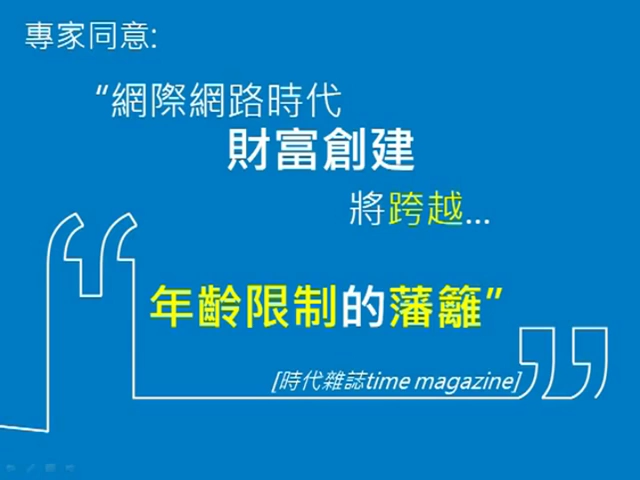 專家同意:
“網際網路時代
財富創建
將跨越...
年齡限制的藩籬”
[時代雜誌time magazine]